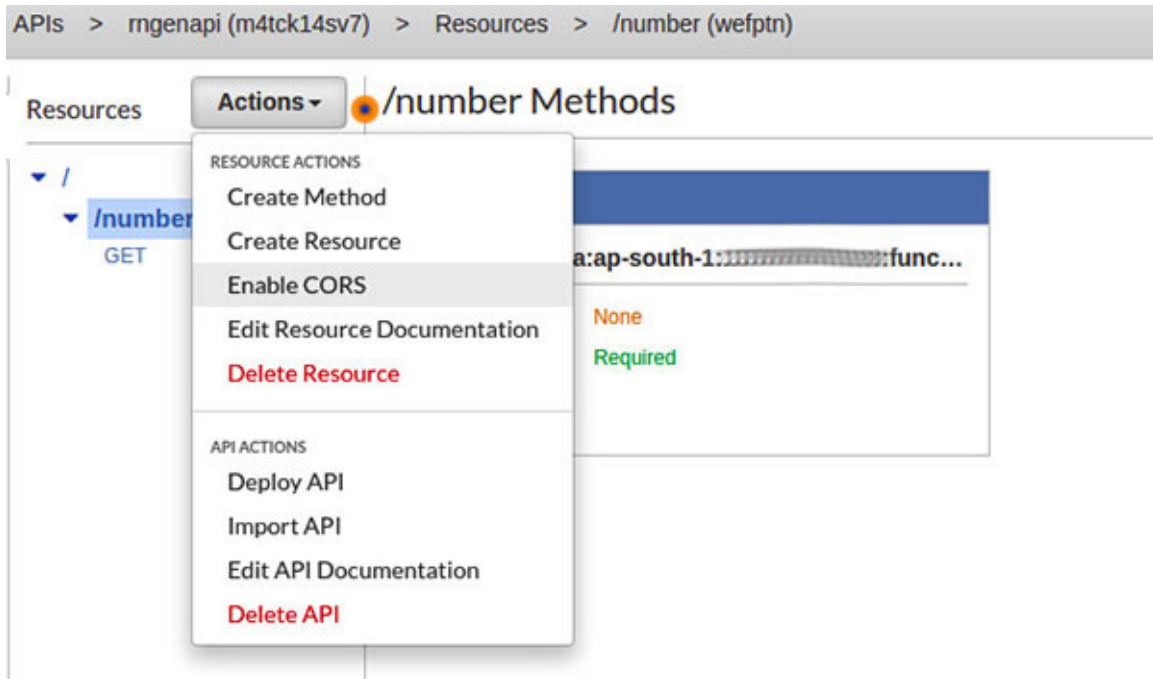 APIs > rngenapi (m4tck14sv7) > Resources > /number (wefptn)
Resources
Actions
/number Methods
/
/number
GET
RESOURCE ACTIONS
Create Method
Create Resource
Enable CORS
Edit Resource Documentation
Delete Resource
API ACTIONS
Deploy API
Import API
Edit API Documentation
Delete API
a:ap-south-1: :func...
None
Required